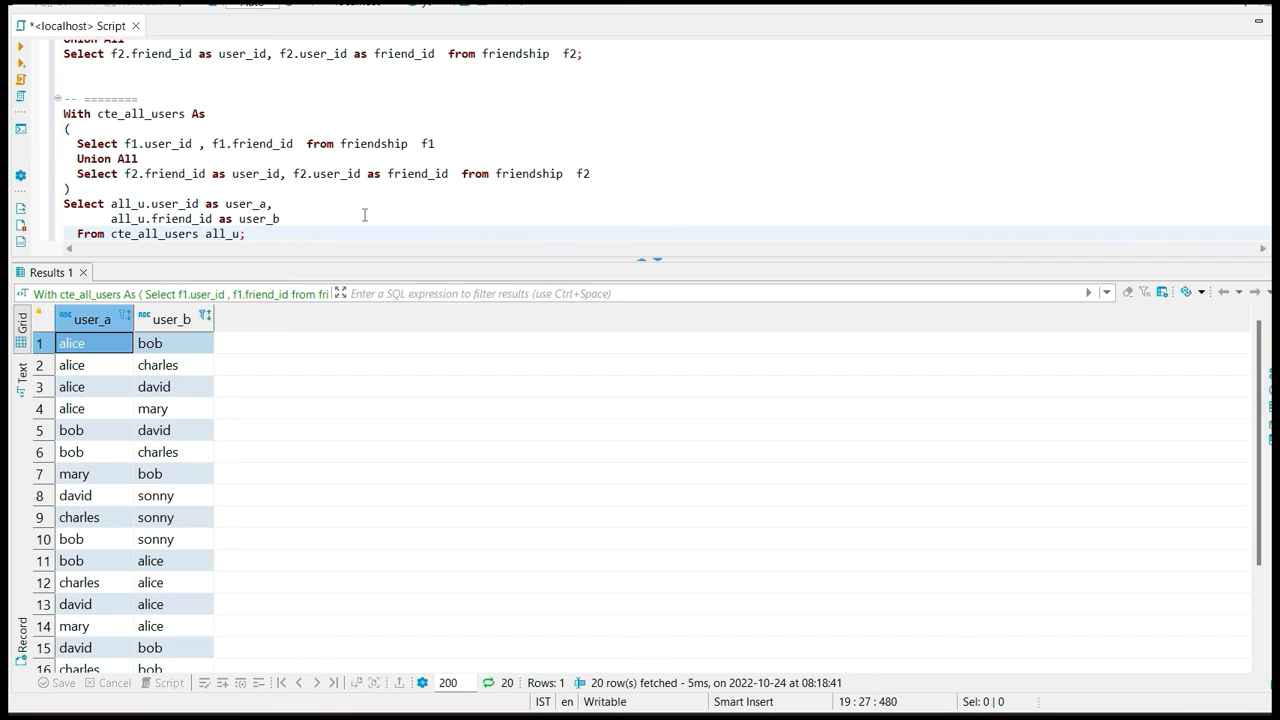 *<localhost> Script
Union All
Select f2.friend_id as user_id, f2.user_id as friend_id from friendship f2;
-- ========
With cte_all_users As
(
Select f1.user_id , f1.friend_id from friendship f1
Union All
Select f2.friend_id as user_id, f2.user_id as friend_id from friendship f2
)
Select all_u.user_id as user_a,
all_u.friend_id as user_b
From cte_all_users all_u;
Results 1
With cte_all_users As ( Select f1.user_id , f1.friend_id from fri
Enter a SQL expression to filter results (use Ctrl+Space)
Grid
Text
Record
user_a user_b
1 alice bob
2 alice charles
3 alice david
4 alice mary
5 bob david
6 bob charles
7 mary bob
8 david sonny
9 charles sonny
10 bob sonny
11 bob alice
12 charles alice
13 david alice
14 mary alice
15 david bob
16 charles bob
Save Cancel Script 200 20 Rows: 1 20 row(s) fetched - 5ms, on 2022-10-24 at 08:18:41
IST en Writable Smart Insert 19 : 27 : 480 Sel: 0 | 0